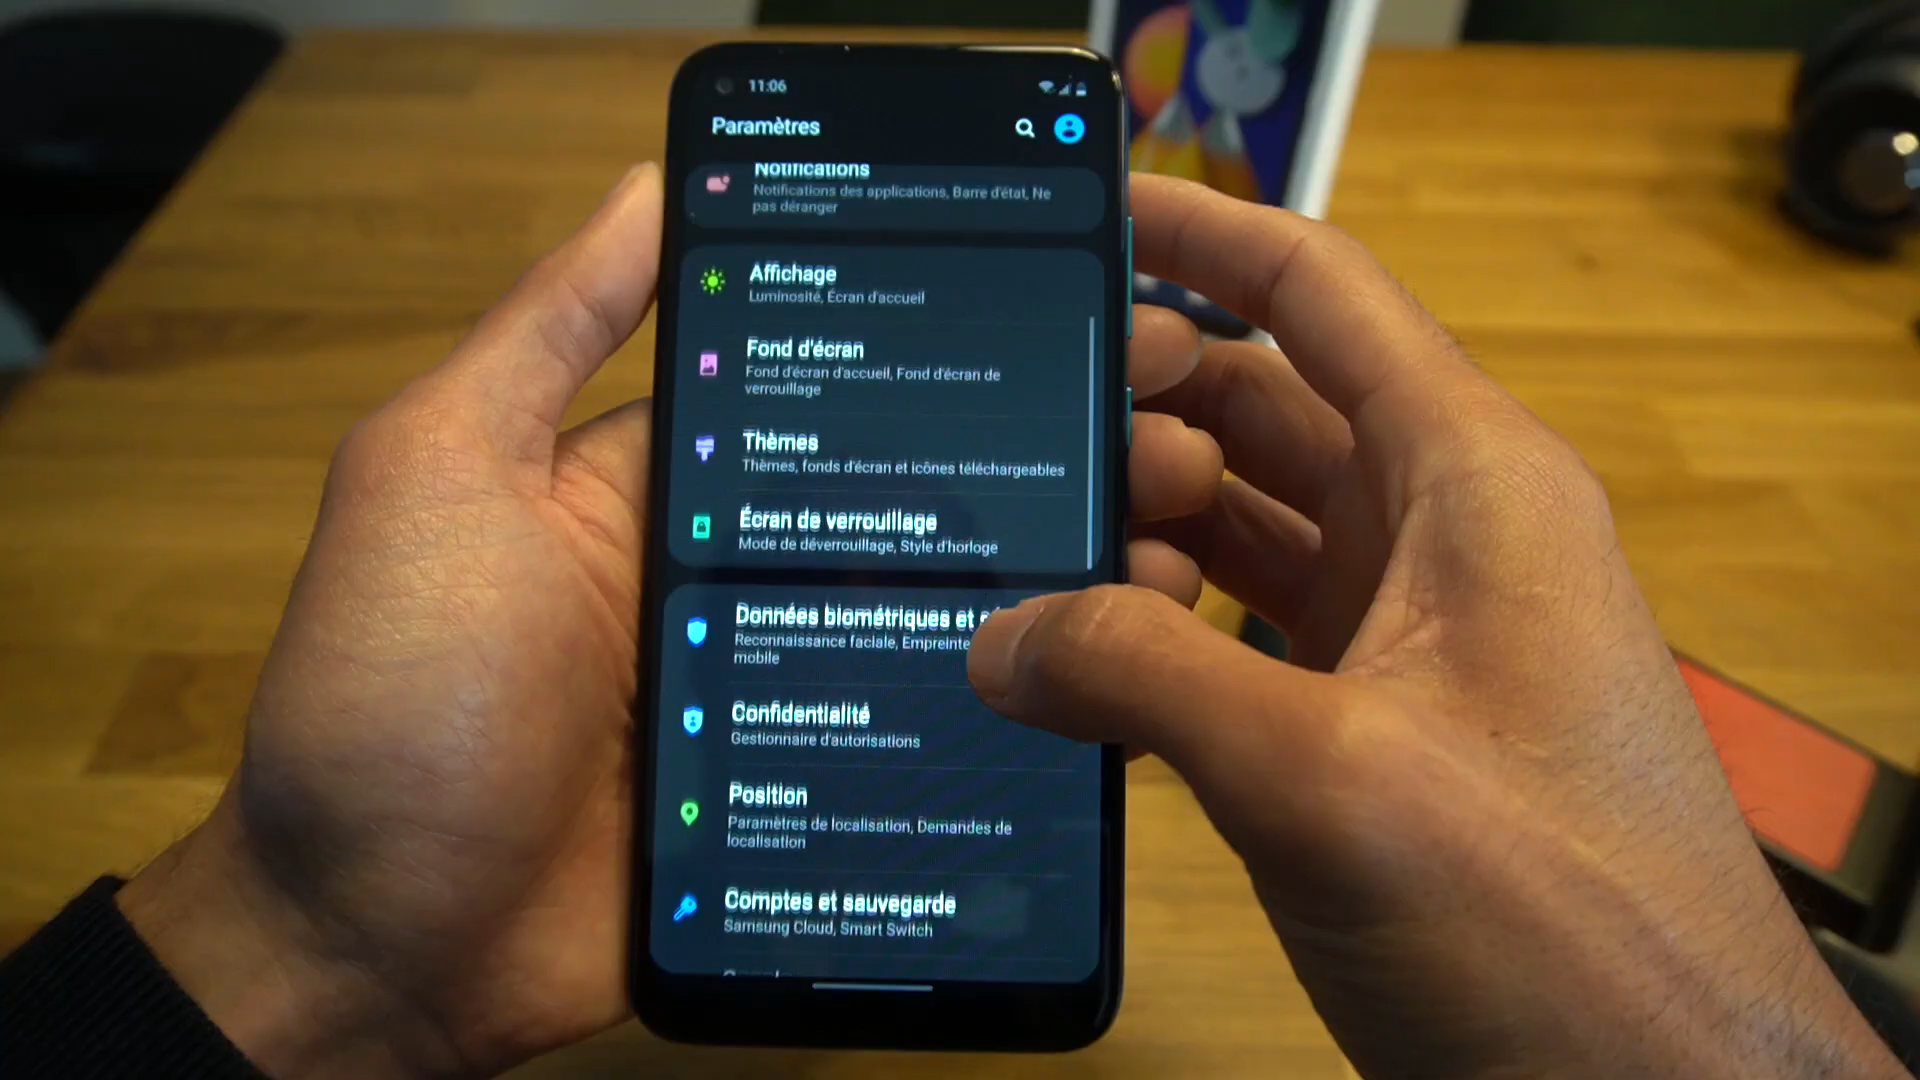 11:06
Paramètres
Notifications
Notifications des applications, Barre d'état, Ne
pas déranger
Affichage
Luminosité, Écran d'accueil
Fond d'écran
Fond d'écran d'accueil, Fond d'écran de
verrouillage
Thèmes
Thèmes, fonds d'écran et icônes téléchargeables
Écran de verrouillage
Mode de déverrouillage, Style d'horloge
Données biométriques et
Reconnaissance faciale, Empreinte
mobile
Confidentialité
Gestionnaire d'autorisations
Position
Paramètres de localisation, Demandes de
localisation
Comptes et sauvegarde
Samsung Cloud, Smart Switch